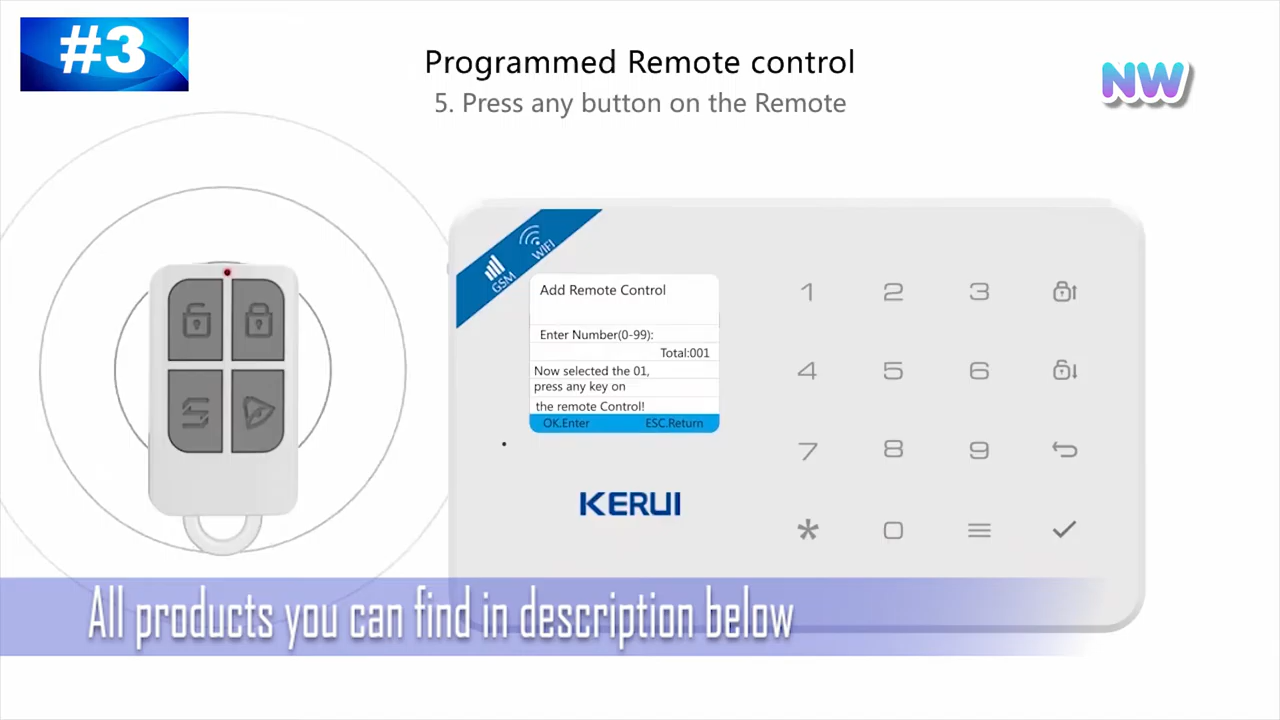 #3
Programmed Remote control
5. Press any button on the Remote
NW
GSM
WIFI
Add Remote Control
Enter Number(0-99):
Total:001
Now selected the 01,
press any key on
the remote Control!
OK.Enter ESC.Return
KERUI
1 2 3
4 5 6
7 8 9
* 0
All products you can find in description below